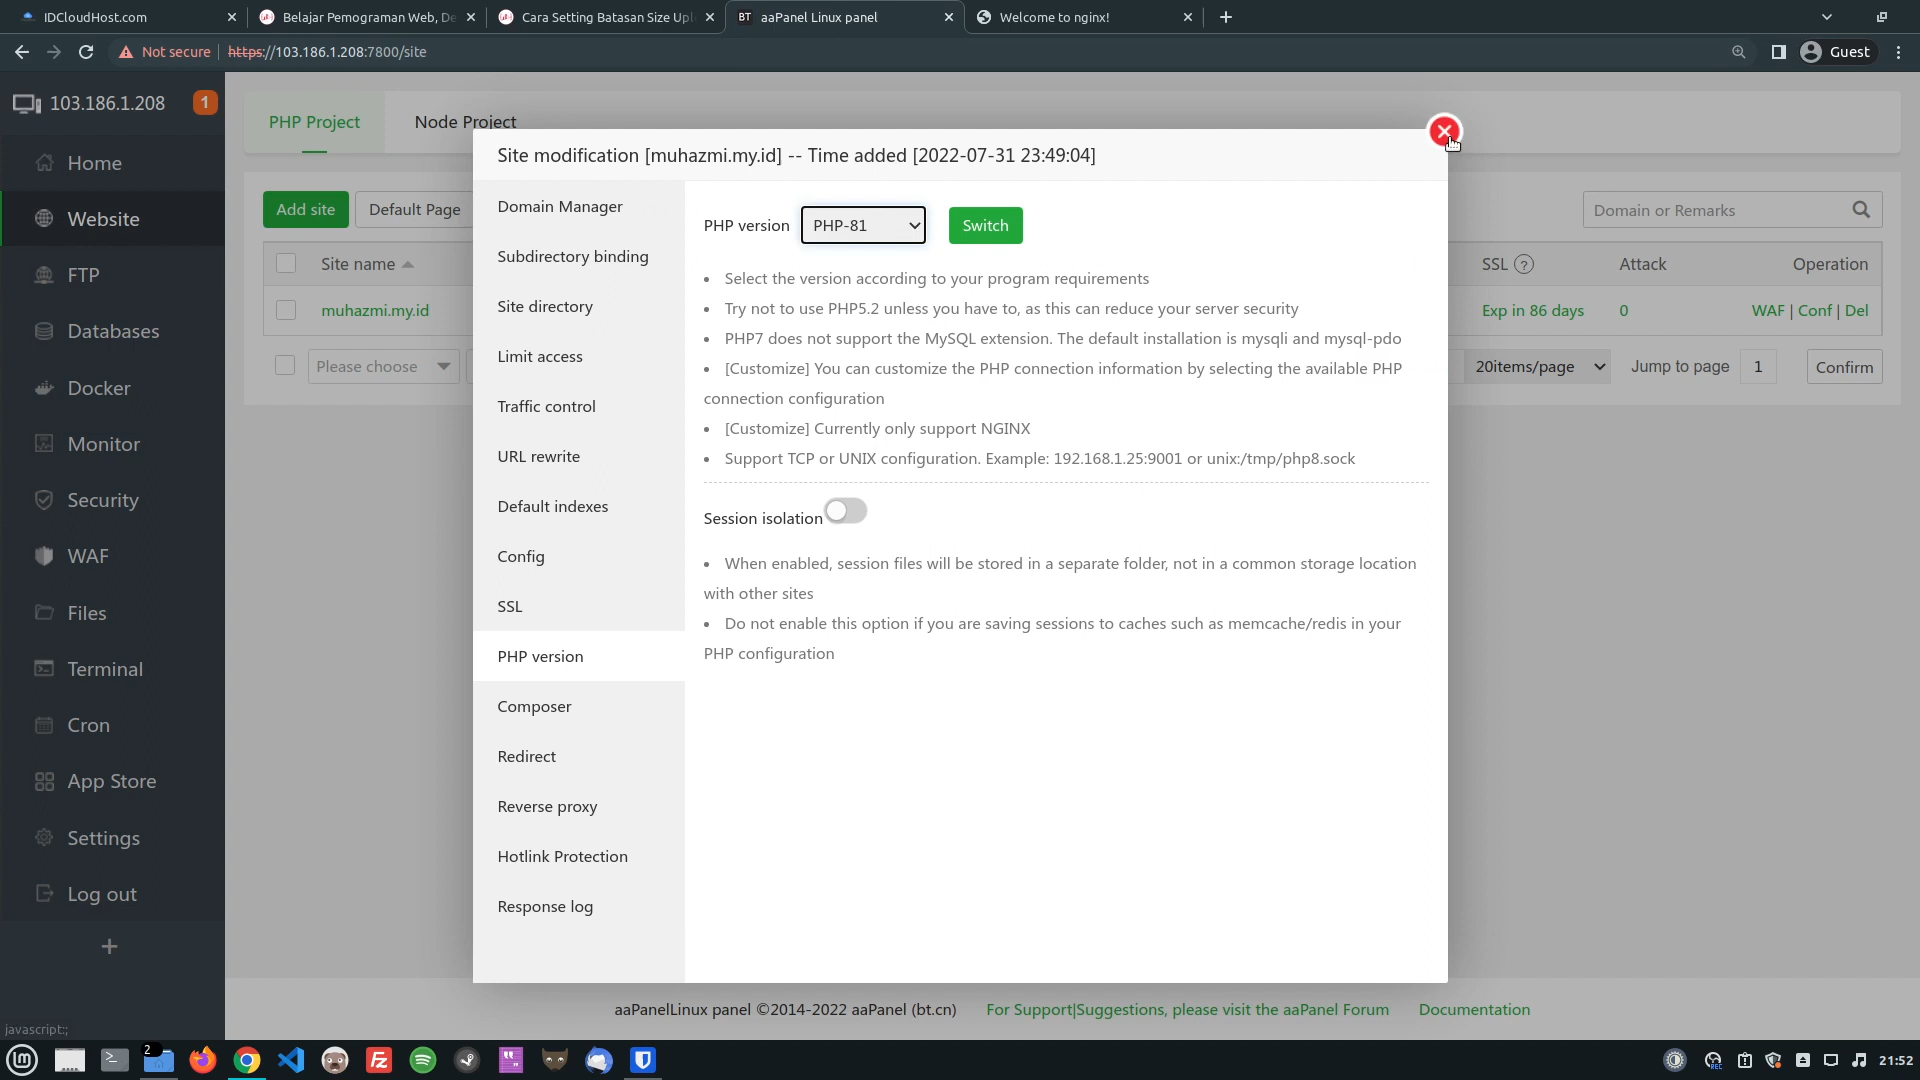 IDCloudHost.com
Belajar Pemograman Web, De
Cara Setting Batasan Size Upl
BT aaPanel Linux panel
Welcome to nginx!
Not secure https://103.186.1.208:7800/site
Guest
103.186.1.208 1
Home
Website
FTP
Databases
Docker
Monitor
Security
WAF
Files
Terminal
Cron
App Store
Settings
Log out
+
javascript:;
PHP Project
Node Project
Add site
Default Page
Domain or Remarks
Site name
SSL ?
Attack
Operation
muhazmi.my.id
Exp in 86 days
0
WAF | Conf | Del
Please choose
20items/page
Jump to page
1
Confirm
Site modification [muhazmi.my.id] -- Time added [2022-07-31 23:49:04]
Domain Manager
Subdirectory binding
Site directory
Limit access
Traffic control
URL rewrite
Default indexes
Config
SSL
PHP version
Composer
Redirect
Reverse proxy
Hotlink Protection
Response log
PHP version
PHP-81
Switch
• Select the version according to your program requirements
• Try not to use PHP5.2 unless you have to, as this can reduce your server security
• PHP7 does not support the MySQL extension. The default installation is mysqli and mysql-pdo
• [Customize] You can customize the PHP connection information by selecting the available PHP
connection configuration
• [Customize] Currently only support NGINX
• Support TCP or UNIX configuration. Example: 192.168.1.25:9001 or unix:/tmp/php8.sock
Session isolation
• When enabled, session files will be stored in a separate folder, not in a common storage location
with other sites
• Do not enable this option if you are saving sessions to caches such as memcache/redis in your
PHP configuration
aaPanelLinux panel ©2014-2022 aaPanel (bt.cn)
For Support|Suggestions, please visit the aaPanel Forum
Documentation
2
REC
21:52